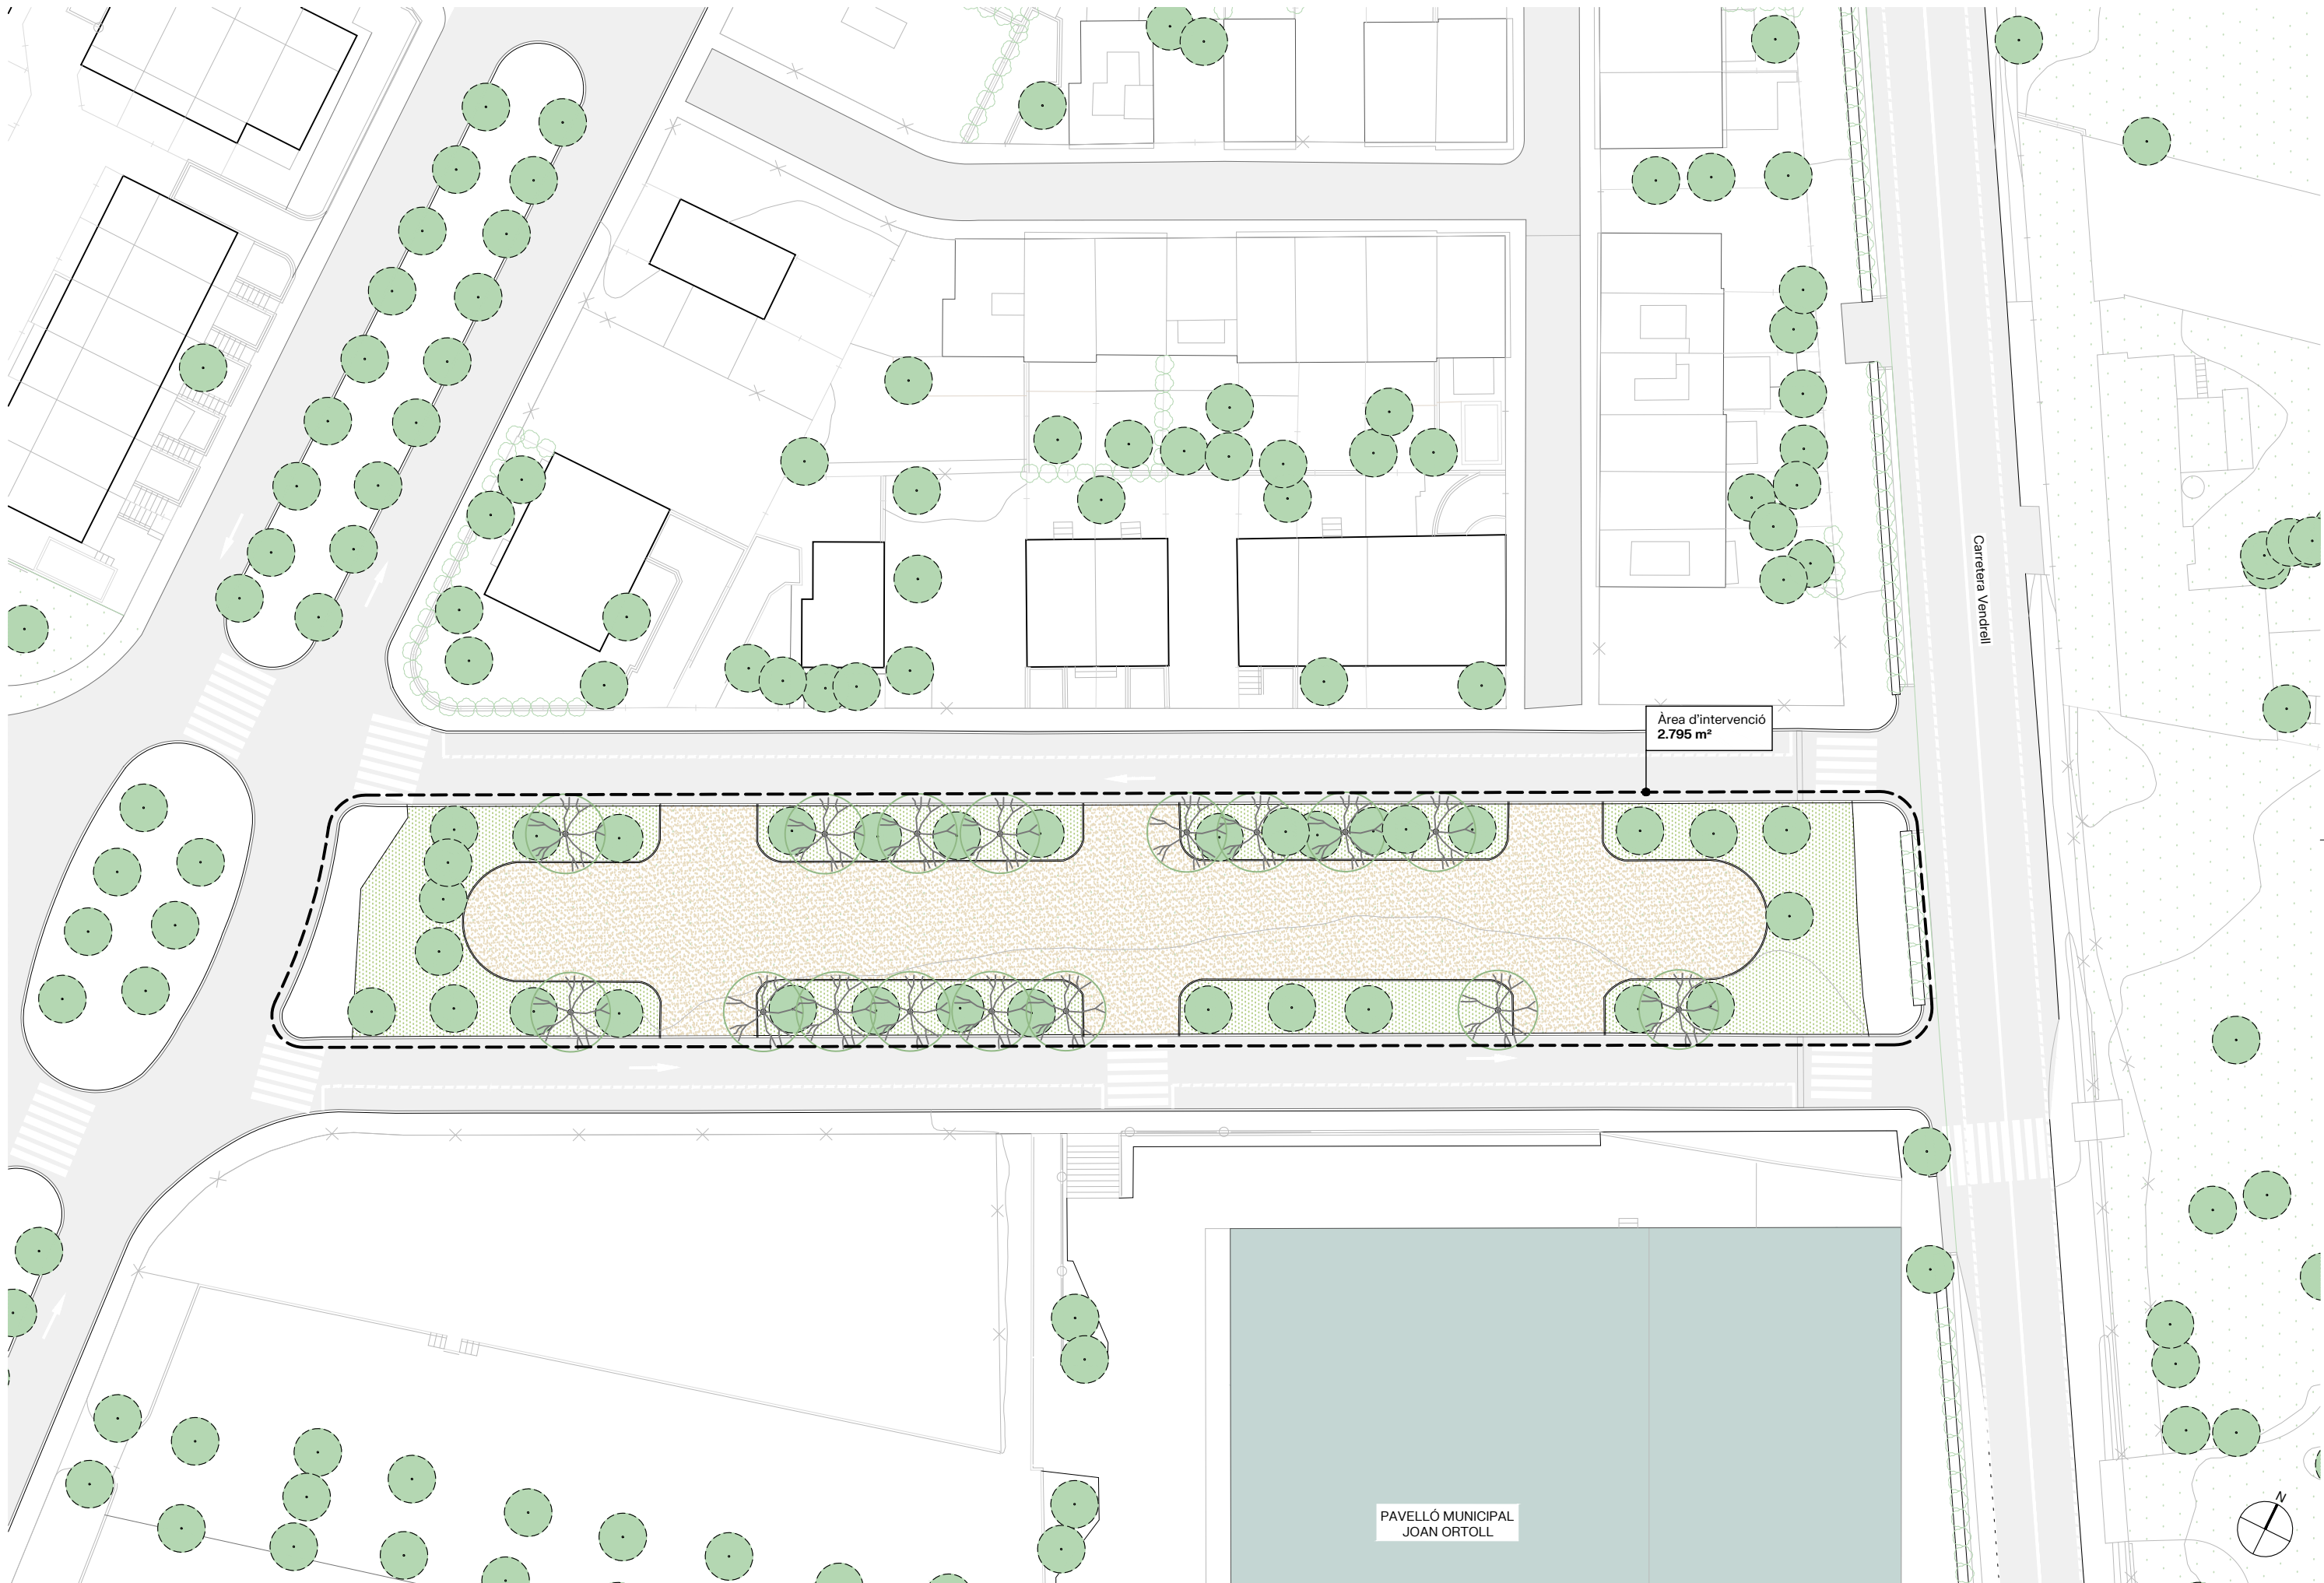 Carretera Vendrell
Àrea d'intervenció
2.795 m²
PAVELLÓ MUNICIPAL
JOAN ORTOLL
N